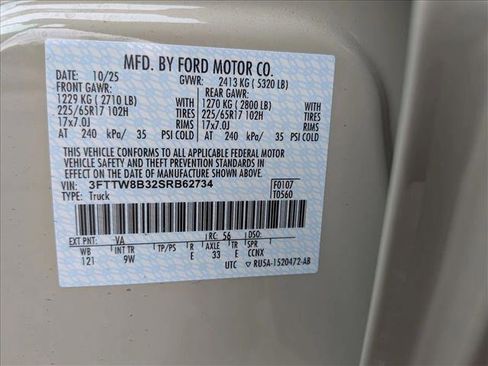 MFD. BY FORD MOTOR CO.
DATE: 10/25 GVWR: 2413 KG ( 5320 LB)
FRONT GAWR: REAR GAWR:
1229 KG ( 2710 LB) WITH 1270 KG ( 2800 LB) WITH
225/65R17 102H TIRES 225/65R17 102H TIRES
17x7.0J RIMS 17x7.0J RIMS
AT 240 kPa/ 35 PSI COLD AT 240 kPa/ 35 PSI COLD
THIS VEHICLE CONFORMS TO ALL APPLICABLE FEDERAL MOTOR
VEHICLE SAFETY AND THEFT PREVENTION STANDARDS IN
EFFECT ON THE DATE OF MANUFACTURE SHOWN ABOVE.
VIN: 3FTTW8B32SRB62734 F0107
TYPE: Truck T0560
EXT PNT: VA RC: 56 DSO:
WB INT TR TP/PS R AXLE TR SPR
121 9W E 33 E CCNX
UTC RU5A-1520472-AB